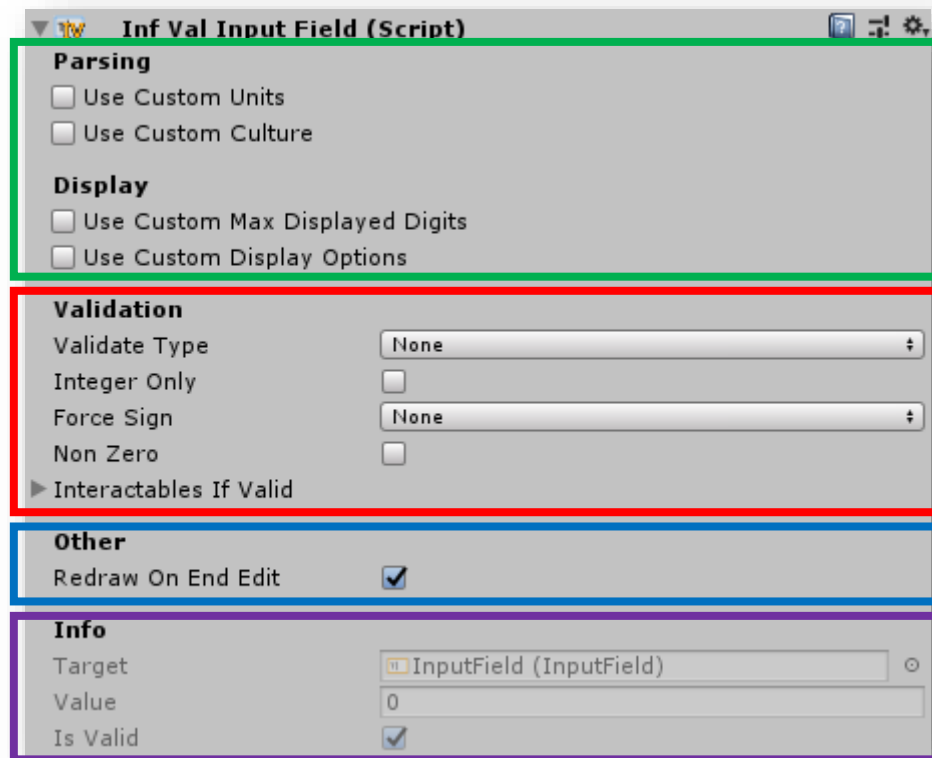 Inf Val Input Field (Script)
Parsing
Use Custom Units
Use Custom Culture
Display
Use Custom Max Displayed Digits
Use Custom Display Options
Validation
Validate Type None
Integer Only
Force Sign None
Non Zero
Interactables If Valid
Other
Redraw On End Edit
Info
Target InputField (InputField)
Value 0
Is Valid